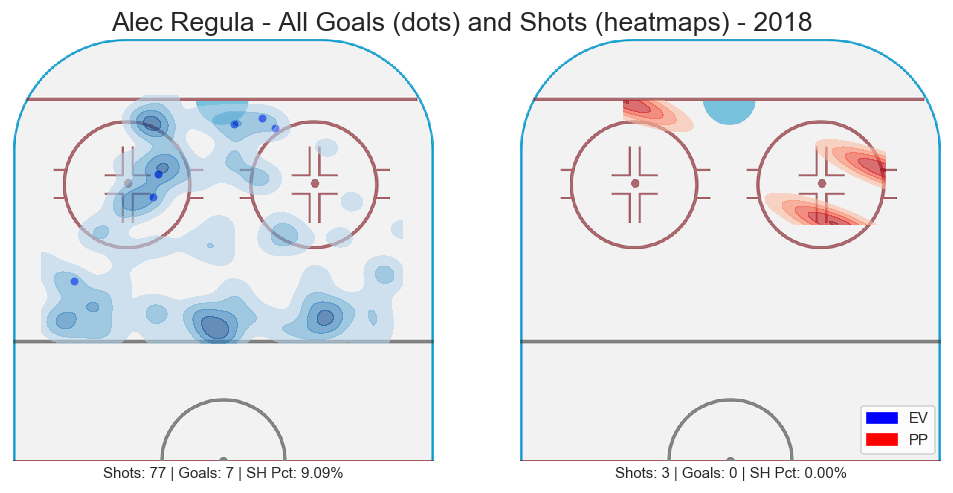 Alec Regula - All Goals (dots) and Shots (heatmaps) - 2018
EV
PP
Shots: 77 | Goals: 7 | SH Pct: 9.09%
Shots: 3 | Goals: 0 | SH Pct: 0.00%